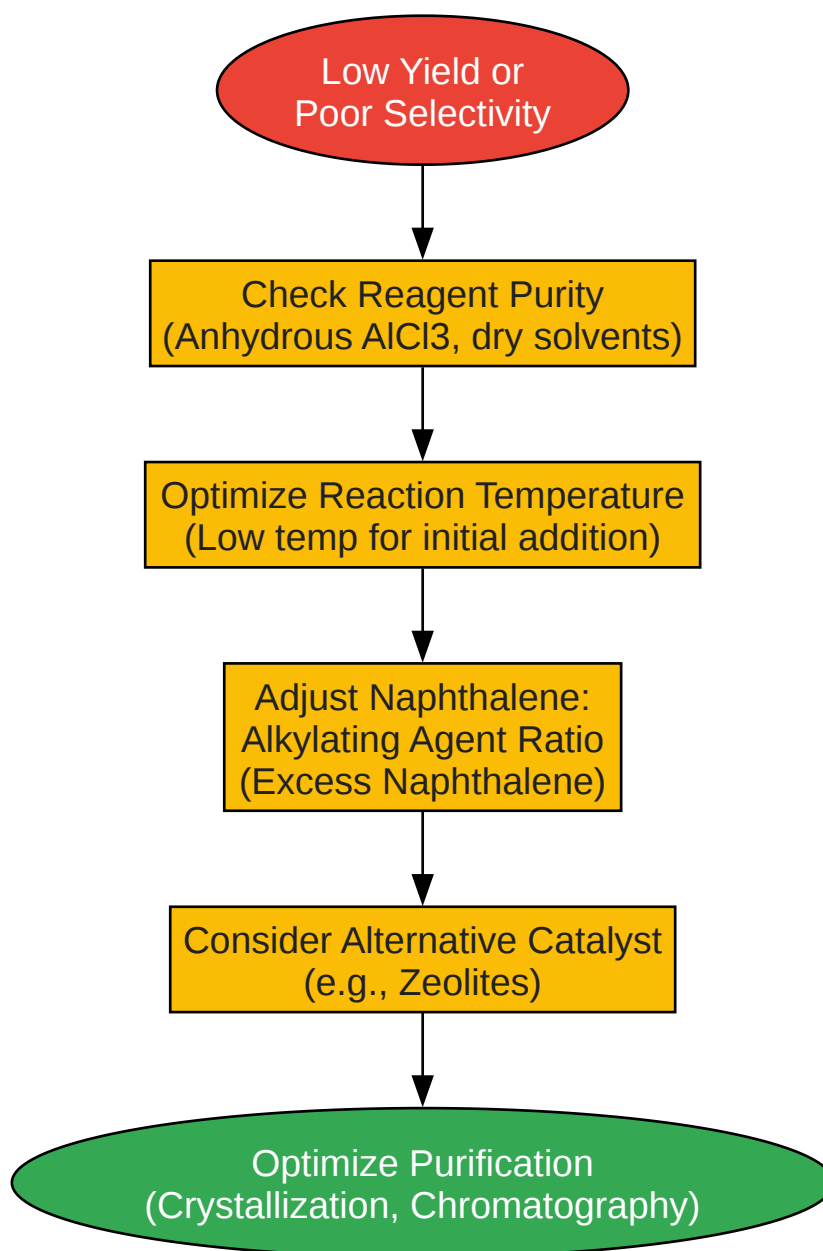 Low Yield or
Poor Selectivity
Check Reagent Purity
(Anhydrous AlCl3, dry solvents)
Optimize Reaction Temperature
(Low temp for initial addition)
Adjust Naphthalene:
Alkylating Agent Ratio
(Excess Naphthalene)
Consider Alternative Catalyst
(e.g., Zeolites)
Optimize Purification
(Crystallization, Chromatography)